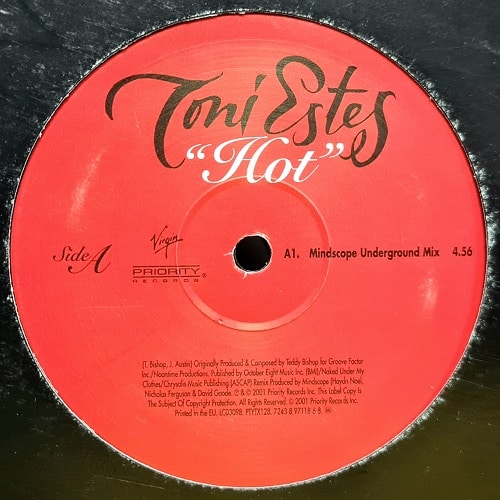 Toni Estes
“Hot”
Side A
Virgin
PRIORITY®
RECORDS
A1. Mindscope Underground Mix 4.56
(T. Bishop, J. Austin) Originally Produced & Composed by Teddy Bishop for Groove Factor
Inc./Noontime Productions. Published by October Eight Music Inc. (BMI)/Naked Under My
Clothes/Chrysalis Music Publishing (ASCAP) Remix Produced by Mindscope (Haydn Noel,
Nicholas Ferguson & David Goode. ℗ & © 2001 Priority Records Inc. This Label Copy Is
The Subject Of Copyright Protection. All Rights Reserved. © 2001 Priority Records Inc.
Printed in the EU. LC03098. PTYTX128. 7243 8 97118 6 B.